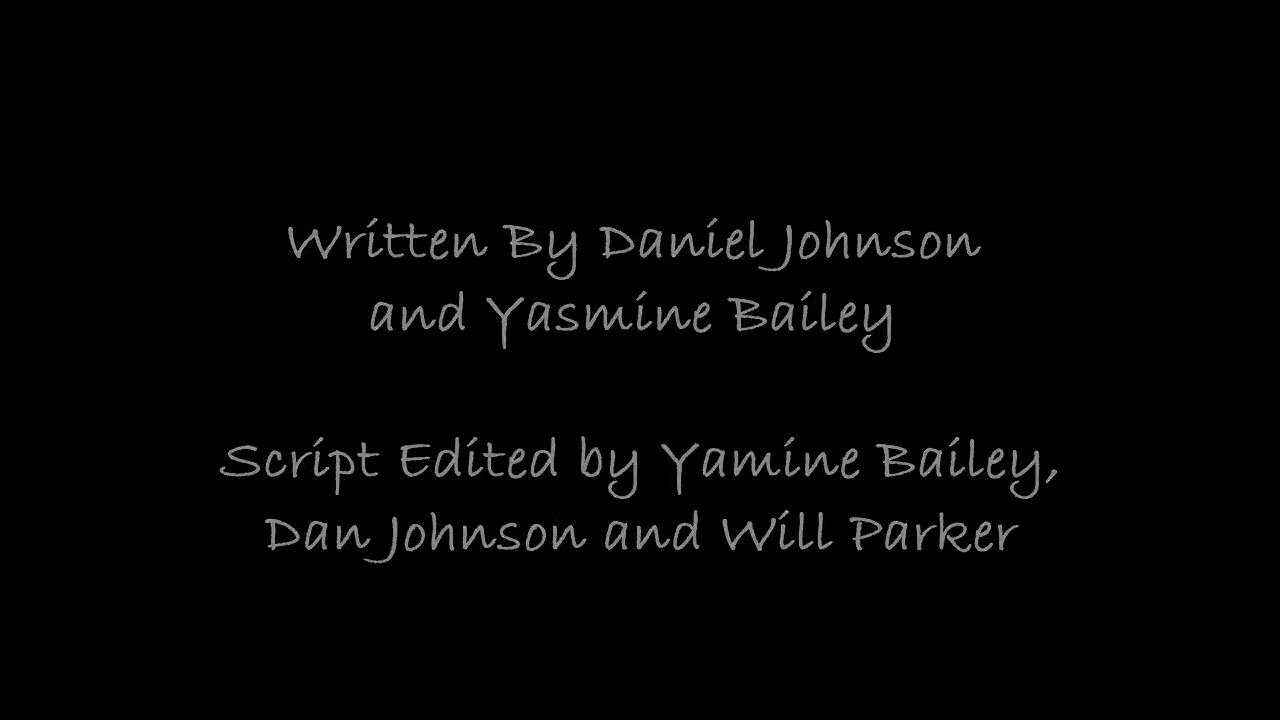 Written By Daniel Johnson
and Yasmine Bailey
Script Edited by Yamine Bailey,
Dan Johnson and Will Parker